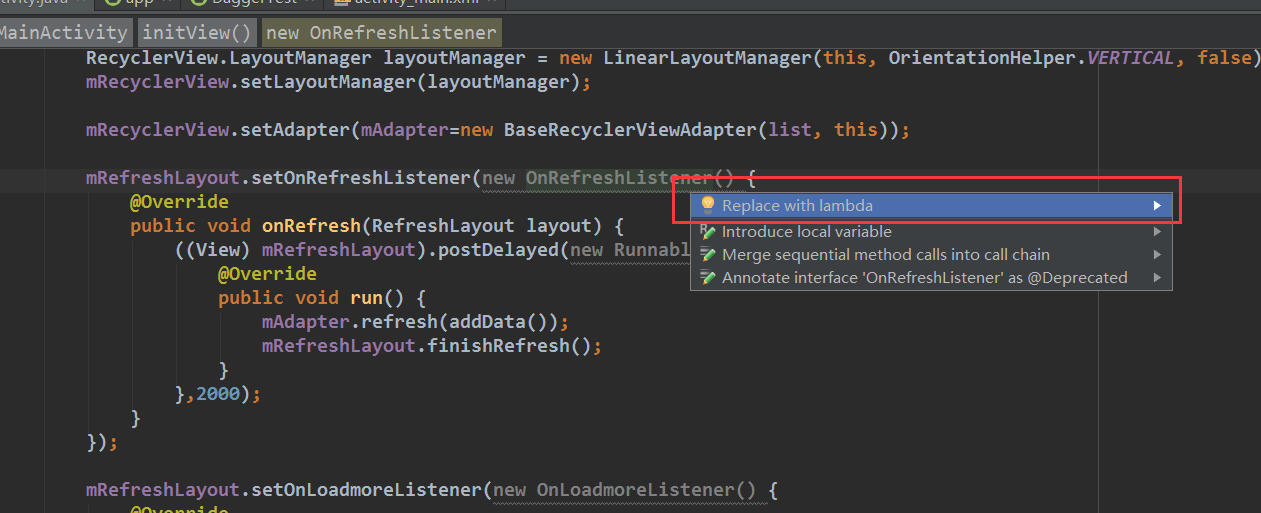 tivity.java × app × DaggerTest × activity_main.xml ×
MainActivity initView() new OnRefreshListener
RecyclerView.LayoutManager layoutManager = new LinearLayoutManager(this, OrientationHelper.VERTICAL, false)
mRecyclerView.setLayoutManager(layoutManager);
mRecyclerView.setAdapter(mAdapter=new BaseRecyclerViewAdapter(list, this));
mRefreshLayout.setOnRefreshListener(new OnRefreshListener() {
@Override
Replace with lambda
public void onRefresh(RefreshLayout layout) {
Introduce local variable
((View) mRefreshLayout).postDelayed(new Runnabl
Merge sequential method calls into call chain
@Override
Annotate interface 'OnRefreshListener' as @Deprecated
public void run() {
mAdapter.refresh(addData());
mRefreshLayout.finishRefresh();
}
},2000);
}
});
mRefreshLayout.setOnLoadmoreListener(new OnLoadmoreListener() {
@Override